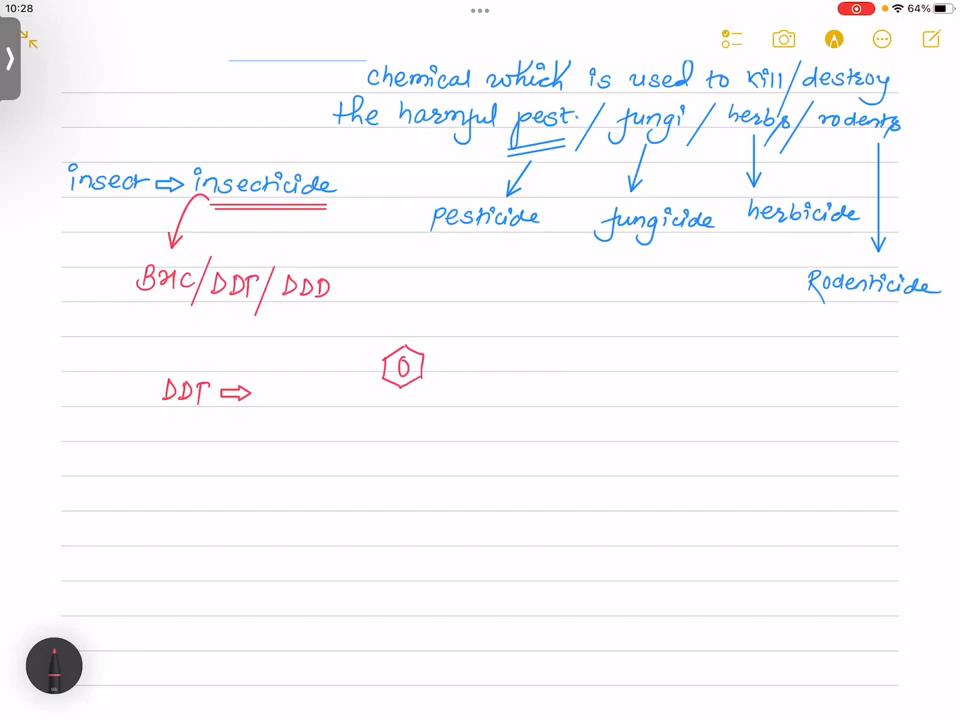 10:28
64%
chemical which is used to kill/destroy
the harmful pest. / fungi / herbs / rodents
insect ⇒ insecticide
pesticide fungicide herbicide
BHC/DDT/DDD
Rodenticide
DDT ⇒